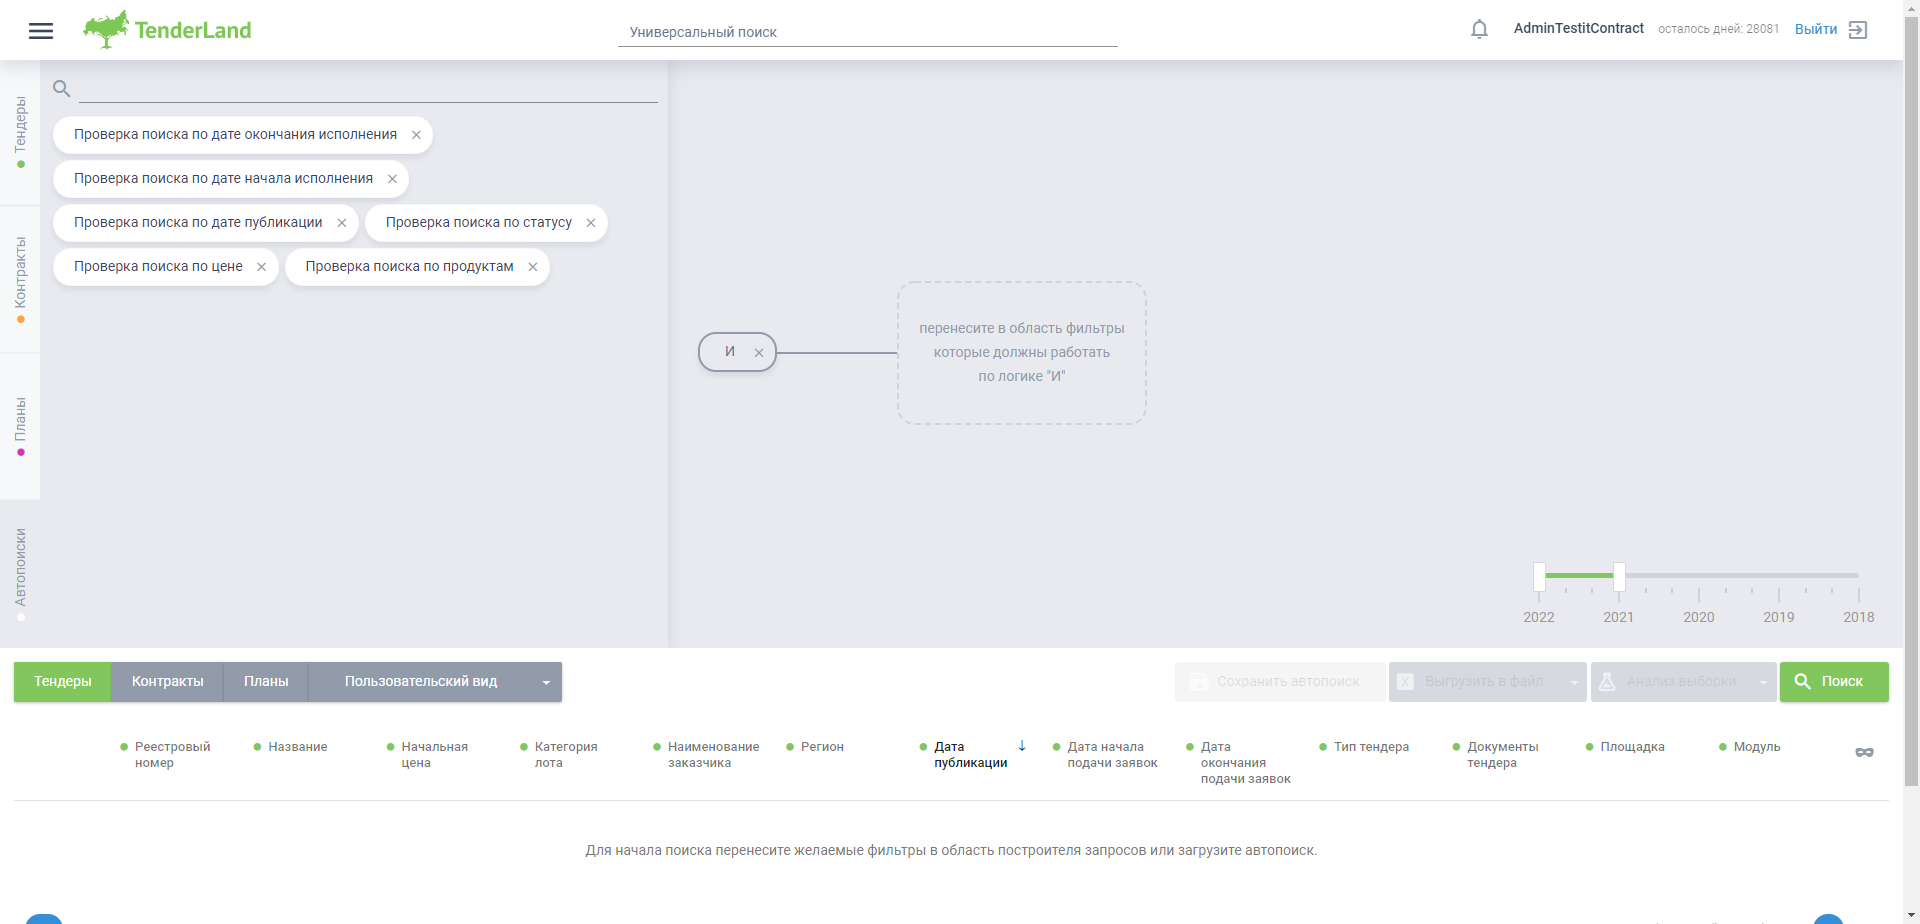 TenderLand
Универсальный поиск
AdminTestitContract
осталось дней: 28081
Выйти
Тендеры
Контракты
Планы
Автопоиски
Проверка поиска по дате окончания исполнения
Проверка поиска по дате начала исполнения
Проверка поиска по дате публикации
Проверка поиска по статусу
Проверка поиска по цене
Проверка поиска по продуктам
И
перенесите в область фильтры
которые должны работать
по логике "И"
2022
2021
2020
2019
2018
Тендеры
Контракты
Планы
Пользовательский вид
Сохранить автопоиск
Выгрузить в файл
Анализ выборки
Поиск
Реестровый
номер
Название
Начальная
цена
Категория
лота
Наименование
заказчика
Регион
Дата
публикации
Дата начала
подачи заявок
Дата
окончания
подачи заявок
Тип тендера
Документы
тендера
Площадка
Модуль
Для начала поиска перенесите желаемые фильтры в область построителя запросов или загрузите автопоиск.